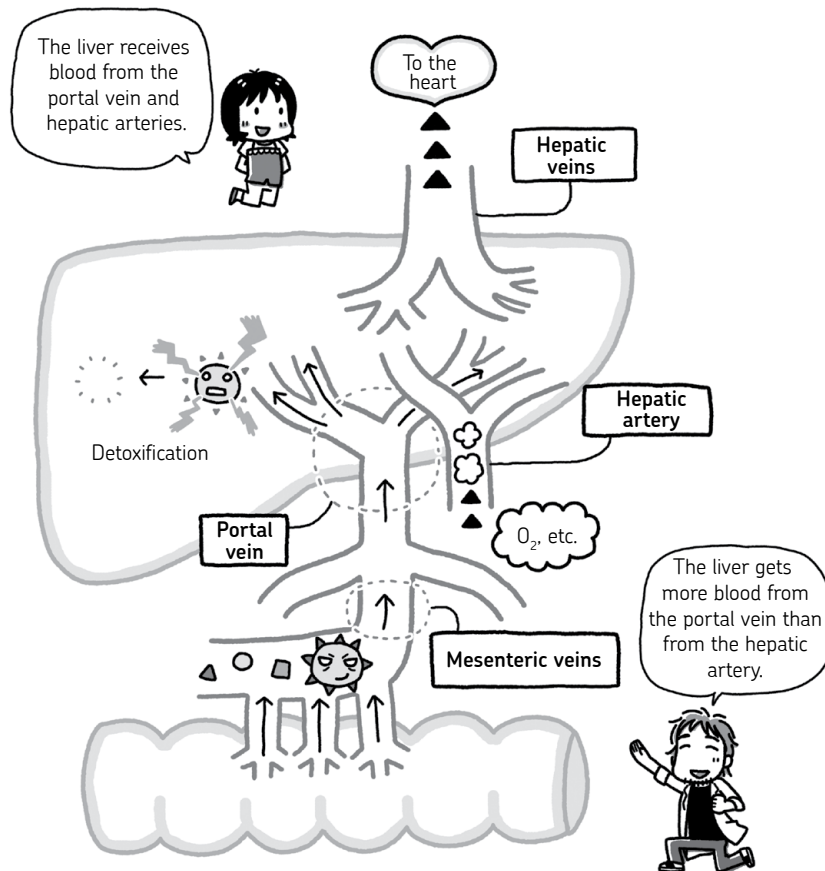 The liver receives
blood from the
portal vein and
hepatic arteries.
To the
heart
Hepatic
veins
Hepatic
artery
Detoxification
Portal
vein
O₂, etc.
The liver gets
more blood from
the portal vein than
from the hepatic
artery.
Mesenteric veins